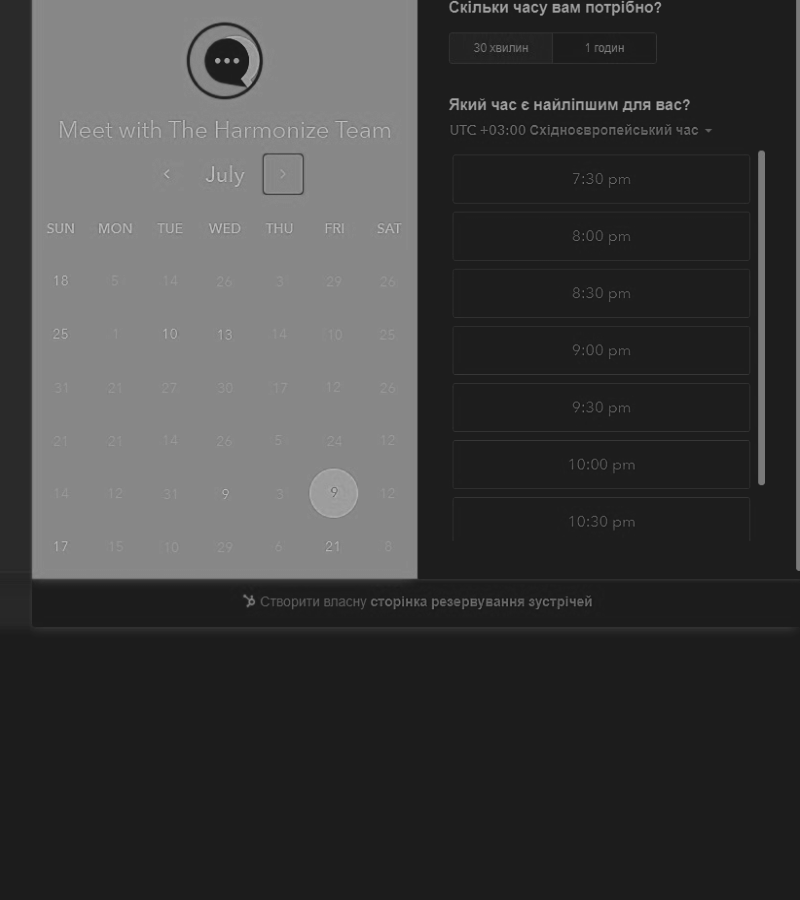 Meet with The Harmonize Team
July
SUN MON TUE WED THU FRI SAT
18 5 14 26 3 29 26
25 1 10 13 14 10 25
31 21 27 30 17 12 26
21 21 14 26 5 24 12
14 12 31 9 3 9 12
17 15 10 29 6 21 8
Скільки часу вам потрібно?
30 хвилин 1 годин
Який час є найліпшим для вас?
UTC +03:00 Східноєвропейський час
7:30 pm
8:00 pm
8:30 pm
9:00 pm
9:30 pm
10:00 pm
10:30 pm
Створити власну сторінка резервування зустрічей